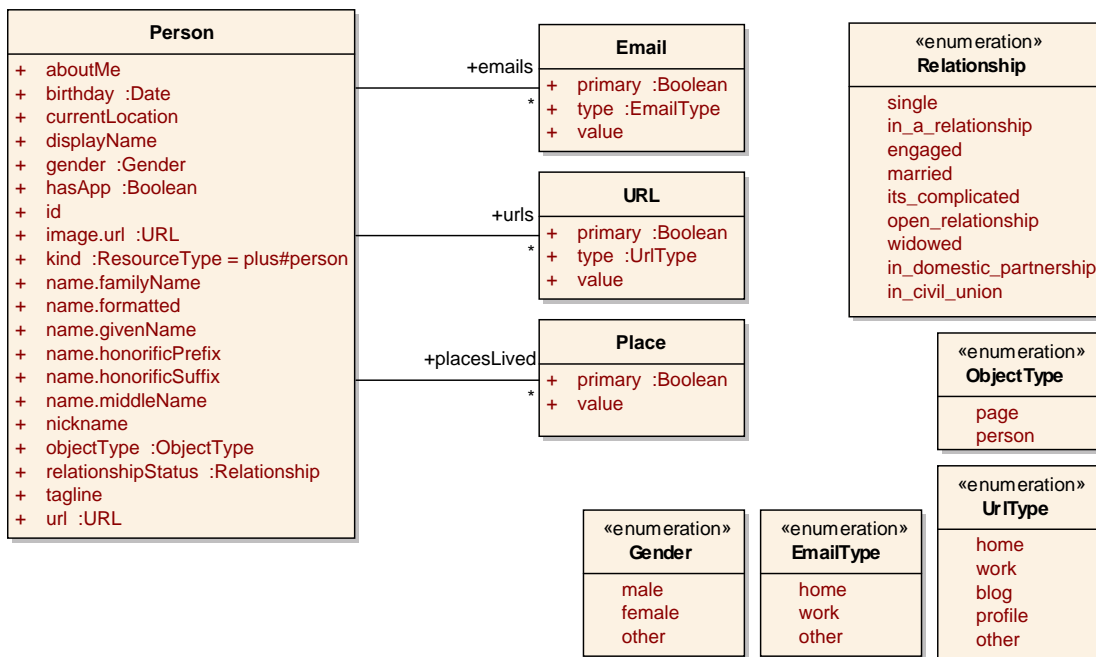 Person
+ aboutMe
+ birthday :Date
+ currentLocation
+ displayName
+ gender :Gender
+ hasApp :Boolean
+ id
+ image.url :URL
+ kind :ResourceType = plus#person
+ name.familyName
+ name.formatted
+ name.givenName
+ name.honorificPrefix
+ name.honorificSuffix
+ name.middleName
+ nickname
+ objectType :ObjectType
+ relationshipStatus :Relationship
+ tagline
+ url :URL
+emails
*
Email
+ primary :Boolean
+ type :EmailType
+ value
+urls
*
URL
+ primary :Boolean
+ type :UrlType
+ value
+placesLived
*
Place
+ primary :Boolean
+ value
«enumeration»
Relationship
single
in_a_relationship
engaged
married
its_complicated
open_relationship
widowed
in_domestic_partnership
in_civil_union
«enumeration»
ObjectType
page
person
«enumeration»
Gender
male
female
other
«enumeration»
EmailType
home
work
other
«enumeration»
UrlType
home
work
blog
profile
other